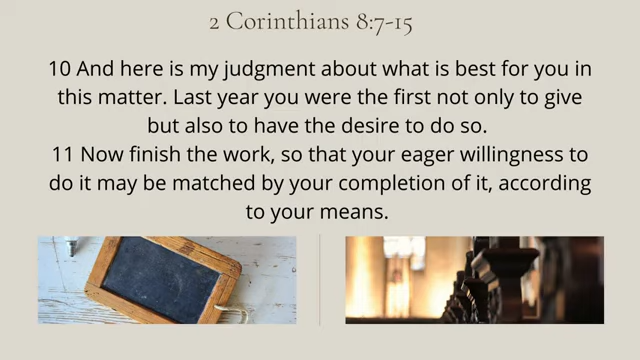 2 Corinthians 8:7-15
10 And here is my judgment about what is best for you in
this matter. Last year you were the first not only to give
but also to have the desire to do so.
11 Now finish the work, so that your eager willingness to
do it may be matched by your completion of it, according
to your means.